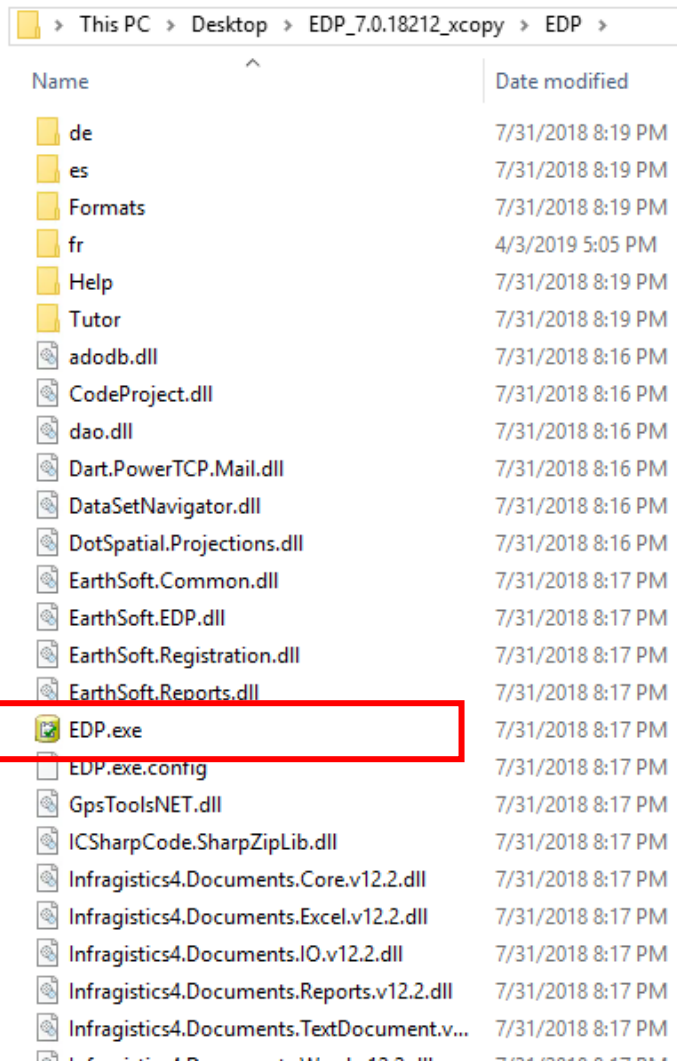 This PC > Desktop > EDP_7.0.18212_xcopy > EDP >
Name Date modified
de 7/31/2018 8:19 PM
es 7/31/2018 8:19 PM
Formats 7/31/2018 8:19 PM
fr 4/3/2019 5:05 PM
Help 7/31/2018 8:19 PM
Tutor 7/31/2018 8:19 PM
adodb.dll 7/31/2018 8:16 PM
CodeProject.dll 7/31/2018 8:16 PM
dao.dll 7/31/2018 8:16 PM
Dart.PowerTCP.Mail.dll 7/31/2018 8:16 PM
DataSetNavigator.dll 7/31/2018 8:16 PM
DotSpatial.Projections.dll 7/31/2018 8:16 PM
EarthSoft.Common.dll 7/31/2018 8:17 PM
EarthSoft.EDP.dll 7/31/2018 8:17 PM
EarthSoft.Registration.dll 7/31/2018 8:17 PM
EarthSoft.Reports.dll 7/31/2018 8:17 PM
EDP.exe 7/31/2018 8:17 PM
EDP.exe.config 7/31/2018 8:17 PM
GpsToolsNET.dll 7/31/2018 8:17 PM
ICSharpCode.SharpZipLib.dll 7/31/2018 8:17 PM
Infragistics4.Documents.Core.v12.2.dll 7/31/2018 8:17 PM
Infragistics4.Documents.Excel.v12.2.dll 7/31/2018 8:17 PM
Infragistics4.Documents.IO.v12.2.dll 7/31/2018 8:17 PM
Infragistics4.Documents.Reports.v12.2.dll 7/31/2018 8:17 PM
Infragistics4.Documents.TextDocument.v... 7/31/2018 8:17 PM